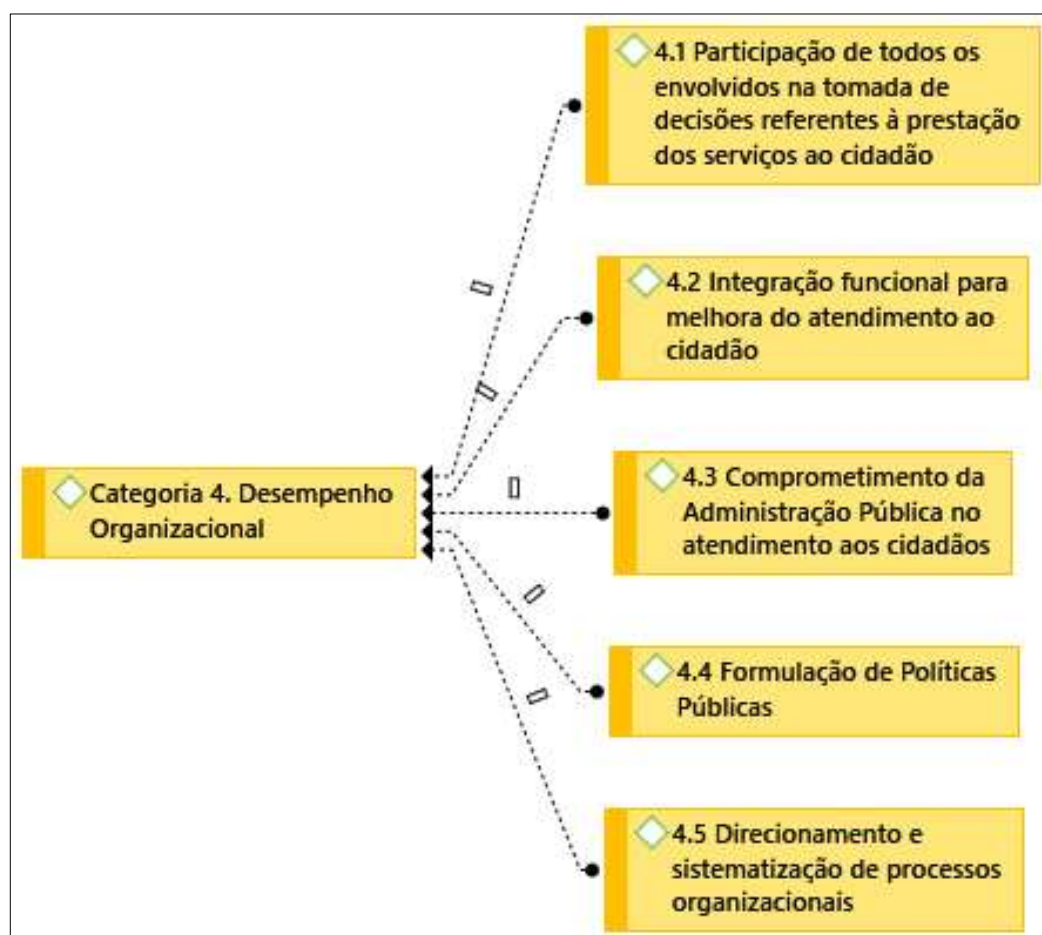 4.1 Participação de todos os
envolvidos na tomada de
decisões referentes à prestação
dos serviços ao cidadão
4.2 Integração funcional para
melhora do atendimento ao
cidadão
Categoria 4. Desempenho
Organizacional
4.3 Comprometimento da
Administração Pública no
atendimento aos cidadãos
4.4 Formulação de Políticas
Públicas
4.5 Direcionamento e
sistematização de processos
organizacionais